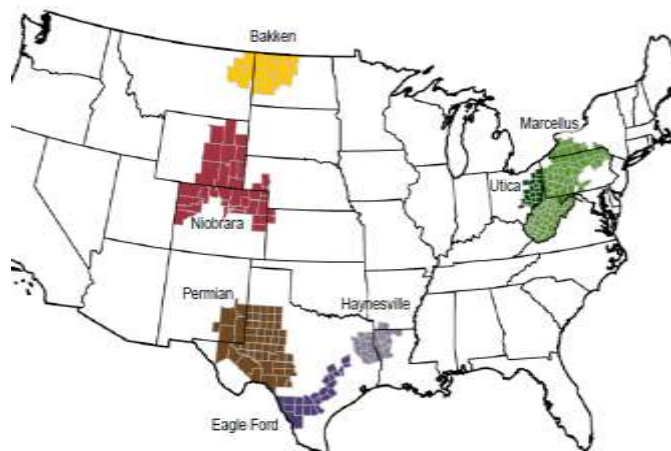 Bakken
Marcellus
Utica
Niobrara
Permian
Haynesville
Eagle Ford